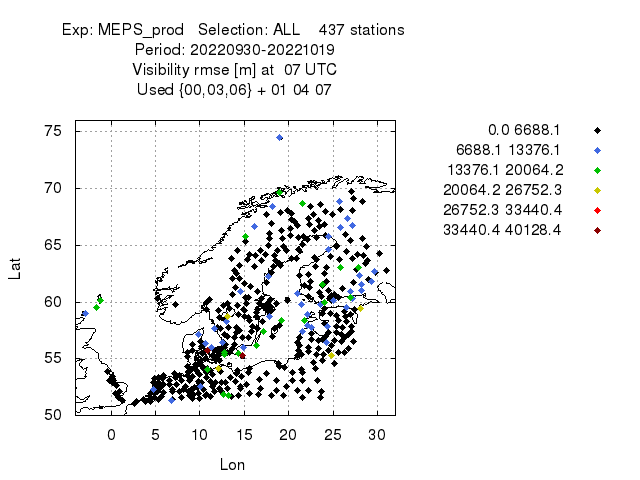 Exp: MEPS_prod   Selection: ALL    437 stations
Period: 20220930-20221019
Visibility rmse [m] at  07 UTC
Used {00,03,06} + 01 04 07
0.0 6688.1
6688.1 13376.1
13376.1 20064.2
20064.2 26752.3
26752.3 33440.4
33440.4 40128.4
75
70
65
60
55
50
Lat
0 5 10 15 20 25 30
Lon